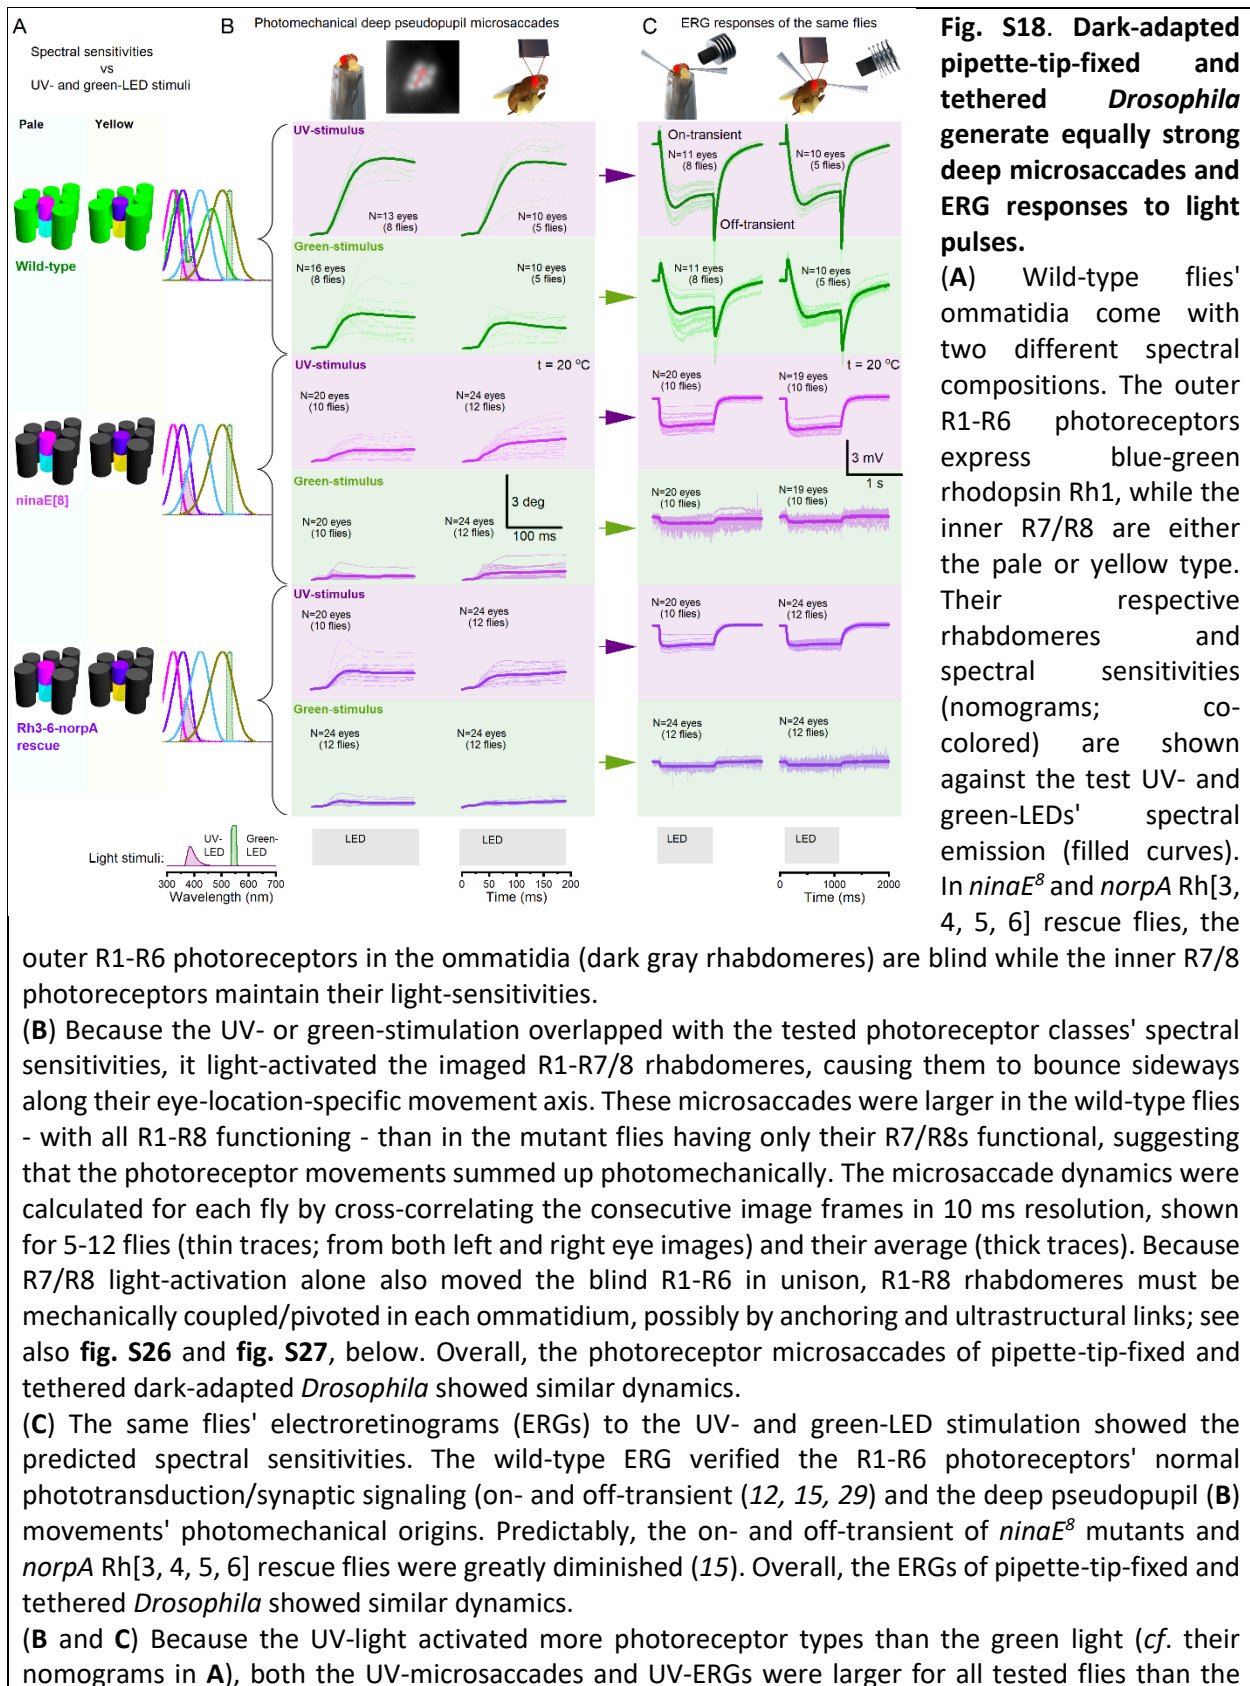 A
Spectral sensitivities
vs
UV- and green-LED stimuli
Pale
Yellow
Wild-type
ninaE[8]
Rh3-6-norpA
rescue
Light stimuli:
UV-
LED
Green-
LED
300 400 500 600 700
Wavelength (nm)
B
Photomechanical deep pseudopupil microsaccades
UV-stimulus
N=13 eyes
(8 flies)
N=10 eyes
(5 flies)
Green-stimulus
N=16 eyes
(8 flies)
N=10 eyes
(5 flies)
UV-stimulus
t = 20 °C
N=20 eyes
(10 flies)
N=24 eyes
(12 flies)
Green-stimulus
N=20 eyes
(10 flies)
N=24 eyes
(12 flies)
3 deg
100 ms
UV-stimulus
N=20 eyes
(10 flies)
N=24 eyes
(12 flies)
Green-stimulus
N=24 eyes
(12 flies)
N=24 eyes
(12 flies)
LED
LED
0 50 100 150 200
Time (ms)
C
ERG responses of the same flies
On-transient
N=11 eyes
(8 flies)
N=10 eyes
(5 flies)
Off-transient
N=11 eyes
(8 flies)
N=10 eyes
(5 flies)
t = 20 °C
N=20 eyes
(10 flies)
N=19 eyes
(10 flies)
3 mV
1 s
N=20 eyes
(10 flies)
N=19 eyes
(10 flies)
N=20 eyes
(10 flies)
N=24 eyes
(12 flies)
N=24 eyes
(12 flies)
N=24 eyes
(12 flies)
LED
LED
0 1000 2000
Time (ms)
Fig. S18. Dark-adapted
pipette-tip-fixed and
tethered Drosophila
generate equally strong
deep microsaccades and
ERG responses to light
pulses.
(A) Wild-type flies'
ommatidia come with
two different spectral
compositions. The outer
R1-R6 photoreceptors
express blue-green
rhodopsin Rh1, while the
inner R7/R8 are either
the pale or yellow type.
Their respective
rhabdomeres and
spectral sensitivities
(nomograms; co-
colored) are shown
against the test UV- and
green-LEDs' spectral
emission (filled curves).
In ninaE⁸ and norpA Rh[3,
4, 5, 6] rescue flies, the
outer R1-R6 photoreceptors in the ommatidia (dark gray rhabdomeres) are blind while the inner R7/8
photoreceptors maintain their light-sensitivities.
(B) Because the UV- or green-stimulation overlapped with the tested photoreceptor classes' spectral
sensitivities, it light-activated the imaged R1-R7/8 rhabdomeres, causing them to bounce sideways
along their eye-location-specific movement axis. These microsaccades were larger in the wild-type flies
- with all R1-R8 functioning - than in the mutant flies having only their R7/R8s functional, suggesting
that the photoreceptor movements summed up photomechanically. The microsaccade dynamics were
calculated for each fly by cross-correlating the consecutive image frames in 10 ms resolution, shown
for 5-12 flies (thin traces; from both left and right eye images) and their average (thick traces). Because
R7/R8 light-activation alone also moved the blind R1-R6 in unison, R1-R8 rhabdomeres must be
mechanically coupled/pivoted in each ommatidium, possibly by anchoring and ultrastructural links; see
also fig. S26 and fig. S27, below. Overall, the photoreceptor microsaccades of pipette-tip-fixed and
tethered dark-adapted Drosophila showed similar dynamics.
(C) The same flies' electroretinograms (ERGs) to the UV- and green-LED stimulation showed the
predicted spectral sensitivities. The wild-type ERG verified the R1-R6 photoreceptors' normal
phototransduction/synaptic signaling (on- and off-transient (12, 15, 29) and the deep pseudopupil (B)
movements' photomechanical origins. Predictably, the on- and off-transient of ninaE⁸ mutants and
norpA Rh[3, 4, 5, 6] rescue flies were greatly diminished (15). Overall, the ERGs of pipette-tip-fixed and
tethered Drosophila showed similar dynamics.
(B and C) Because the UV-light activated more photoreceptor types than the green light (cf. their
nomograms in A), both the UV-microsaccades and UV-ERGs were larger for all tested flies than the